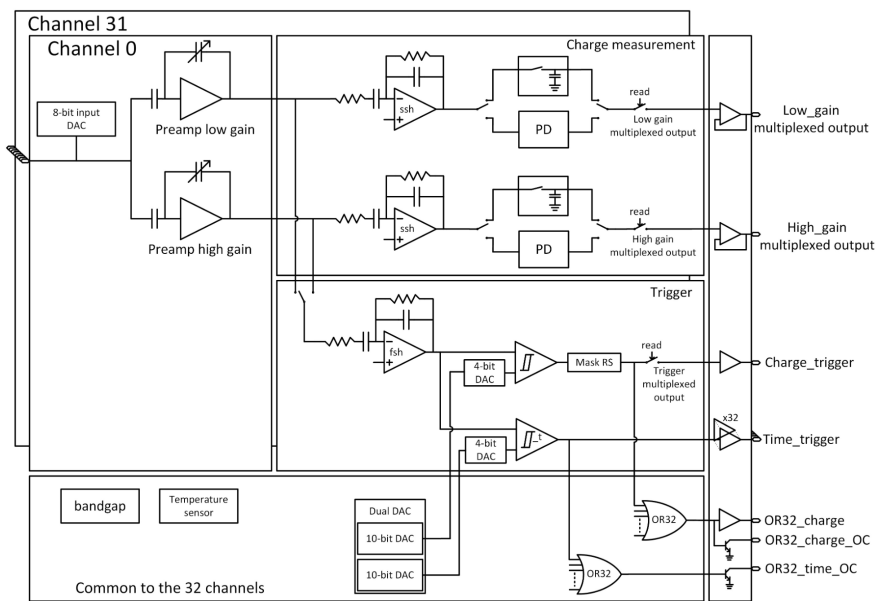 Channel 31
Channel 0
8-bit input
DAC
Preamp low gain
Preamp high gain
Charge measurement
ssh
PD
read
Low gain
multiplexed output
ssh
PD
read
High gain
multiplexed output
Low_gain
multiplexed output
High_gain
multiplexed output
Trigger
fsh
4-bit
DAC
Mask RS
read
Trigger
multiplexed
output
Charge_trigger
4-bit
DAC
_t
x32
Time_trigger
bandgap
Temperature
sensor
Dual DAC
10-bit DAC
10-bit DAC
OR32
OR32
OR32_charge
OR32_charge_OC
OR32_time_OC
Common to the 32 channels